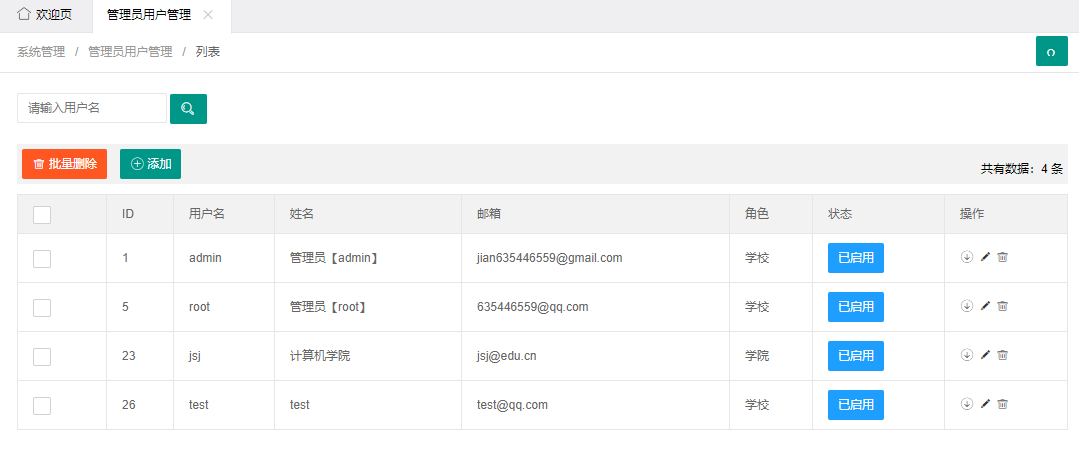 欢迎页 管理员用户管理
系统管理 / 管理员用户管理 / 列表
请输入用户名
批量删除 添加 共有数据：4 条
ID 用户名 姓名 邮箱 角色 状态 操作
1 admin 管理员【admin】 jian635446559@gmail.com 学校 已启用
5 root 管理员【root】 635446559@qq.com 学校 已启用
23 jsj 计算机学院 jsj@edu.cn 学院 已启用
26 test test test@qq.com 学校 已启用